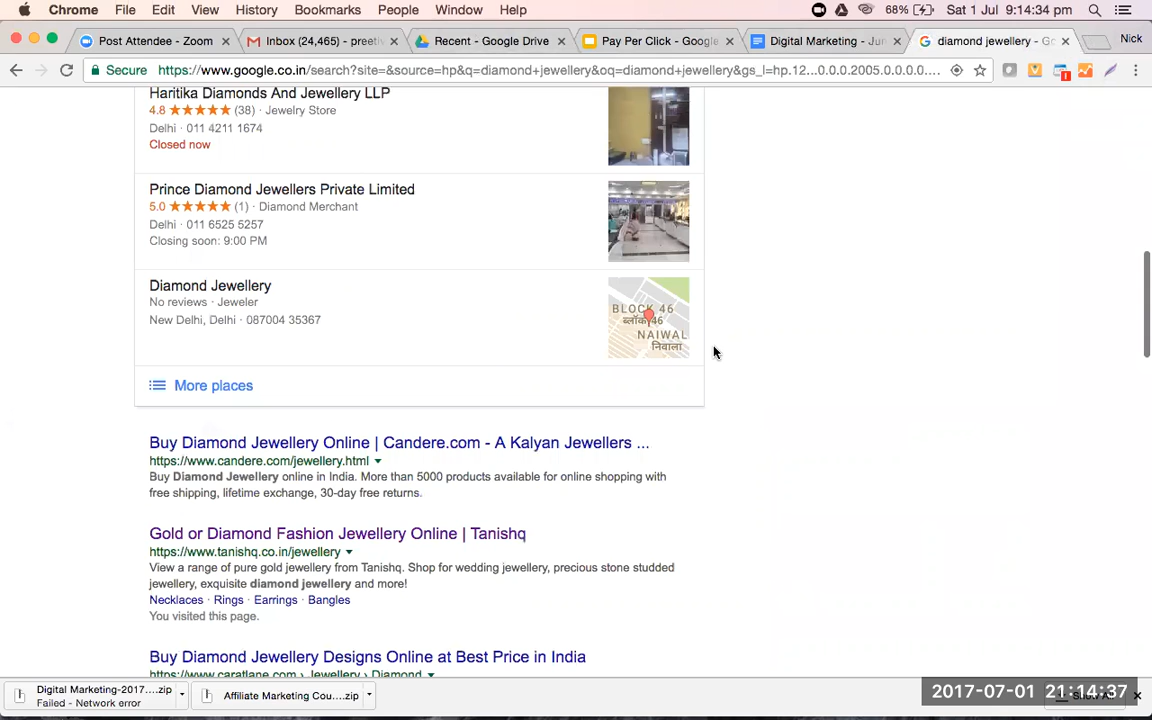 Chrome File Edit View History Bookmarks People Window Help 68% Sat 1 Jul 9:14:34 pm
Post Attendee - Zoom Inbox (24,465) - preeti Recent - Google Drive Pay Per Click - Google Digital Marketing - Jun diamond jewellery - Go Nick
Secure https://www.google.co.in/search?site=&source=hp&q=diamond+jewellery&oq=diamond+jewellery&gs_l=hp.12...0.0.0.2005.0.0.0.0....
Haritika Diamonds And Jewellery LLP
4.8 ★★★★★ (38) · Jewelry Store
Delhi · 011 4211 1674
Closed now
Prince Diamond Jewellers Private Limited
5.0 ★★★★★ (1) · Diamond Merchant
Delhi · 011 6525 5257
Closing soon: 9:00 PM
Diamond Jewellery
No reviews · Jeweler
New Delhi, Delhi · 087004 35367
BLOCK 46
ब्लॉक 46
NAIWAL
निवाला
More places
Buy Diamond Jewellery Online | Candere.com - A Kalyan Jewellers ...
https://www.candere.com/jewellery.html
Buy Diamond Jewellery online in India. More than 5000 products available for online shopping with
free shipping, lifetime exchange, 30-day free returns.
Gold or Diamond Fashion Jewellery Online | Tanishq
https://www.tanishq.co.in/jewellery
View a range of pure gold jewellery from Tanishq. Shop for wedding jewellery, precious stone studded
jewellery, exquisite diamond jewellery and more!
Necklaces · Rings · Earrings · Bangles
You visited this page.
Buy Diamond Jewellery Designs Online at Best Price in India
https://www.caratlane.com › Jewellery › Diamond
Digital Marketing-2017....zip
Failed - Network error
Affiliate Marketing Cou....zip
2017-07-01 21:14:37